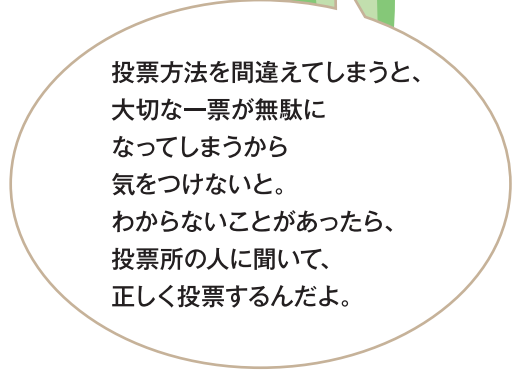 投票方法を間違えてしまうと、
大切な一票が無駄に
なってしまうから
気をつけないと。
わからないことがあったら、
投票所の人に聞いて、
正しく投票するんだよ。